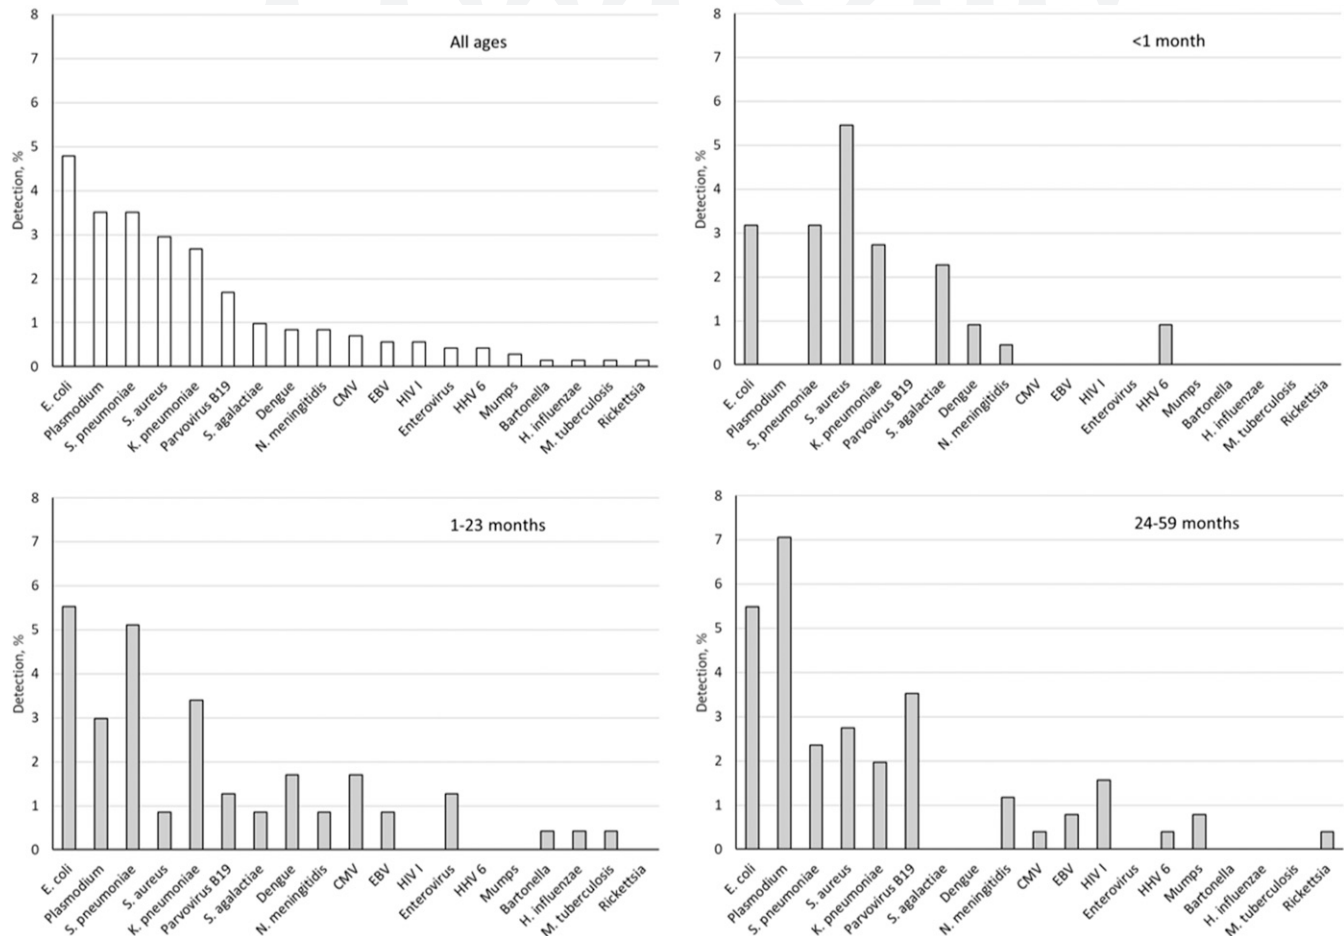 All ages
Detection, %
8
7
6
5
4
3
2
1
0
E. coli
Plasmodium
S. pneumoniae
S. aureus
K. pneumoniae
Parvovirus B19
S. agalactiae
Dengue
N. meningitidis
CMV
EBV
HIV I
Enterovirus
HHV 6
Mumps
Bartonella
H. influenzae
M. tuberculosis
Rickettsia
<1 month
Detection, %
8
7
6
5
4
3
2
1
0
E. coli
Plasmodium
S. pneumoniae
S. aureus
K. pneumoniae
Parvovirus B19
S. agalactiae
Dengue
N. meningitidis
CMV
EBV
HIV I
Enterovirus
HHV 6
Mumps
Bartonella
H. influenzae
M. tuberculosis
Rickettsia
1-23 months
Detection, %
8
7
6
5
4
3
2
1
0
E. coli
Plasmodium
S. pneumoniae
S. aureus
K. pneumoniae
Parvovirus B19
S. agalactiae
Dengue
N. meningitidis
CMV
EBV
HIV I
Enterovirus
HHV 6
Mumps
Bartonella
H. influenzae
M. tuberculosis
Rickettsia
24-59 months
Detection, %
8
7
6
5
4
3
2
1
0
E. coli
Plasmodium
S. pneumoniae
S. aureus
K. pneumoniae
Parvovirus B19
S. agalactiae
Dengue
N. meningitidis
CMV
EBV
HIV I
Enterovirus
HHV 6
Mumps
Bartonella
H. influenzae
M. tuberculosis
Rickettsia